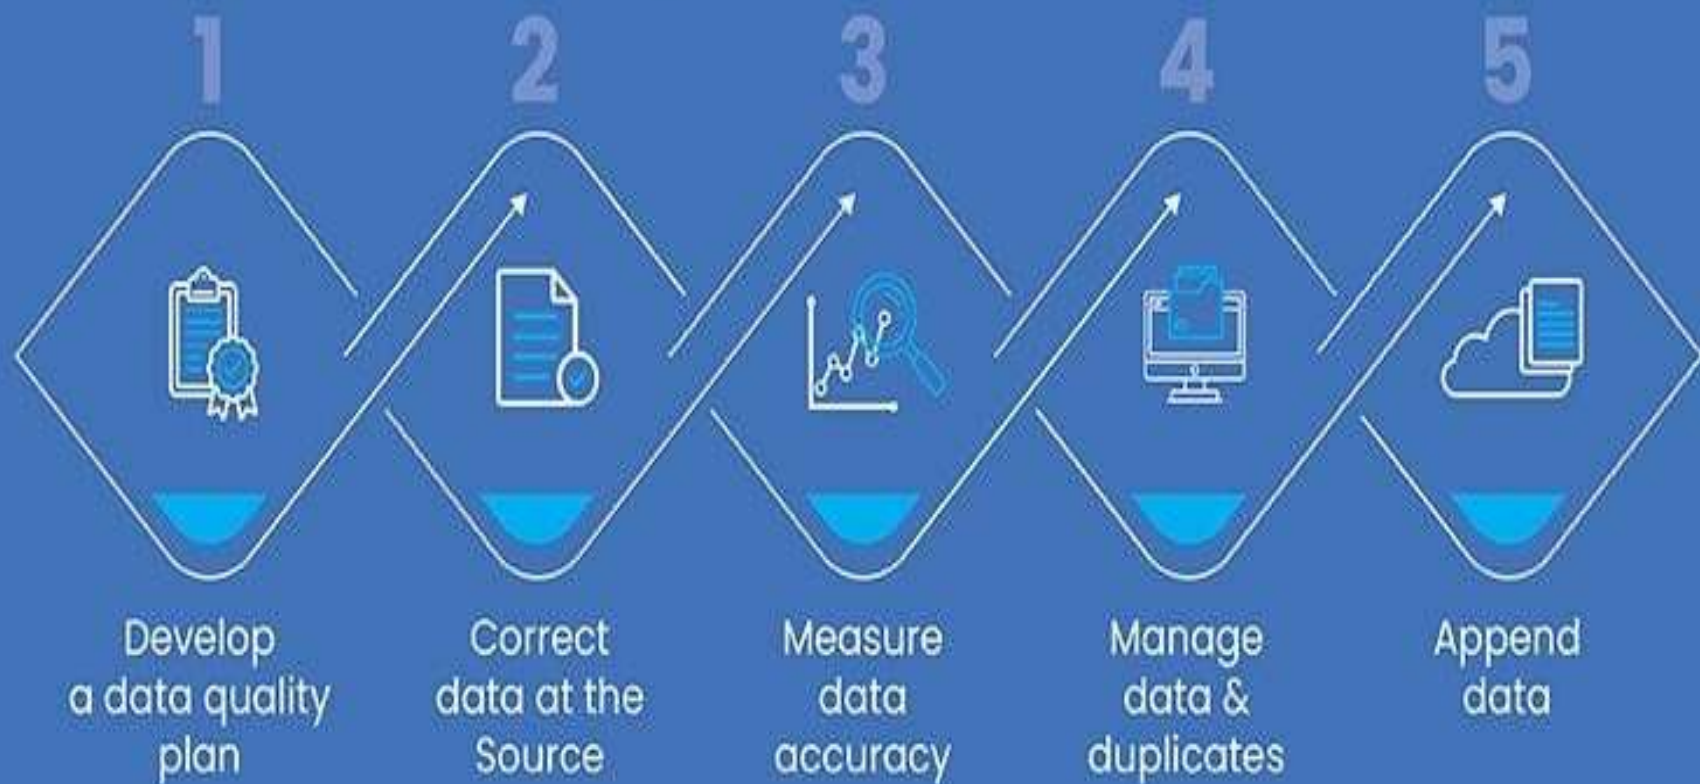 1
2
3
4
5
Develop
a data quality
plan
Correct
data at the
Source
Measure
data
accuracy
Manage
data &
duplicates
Append
data